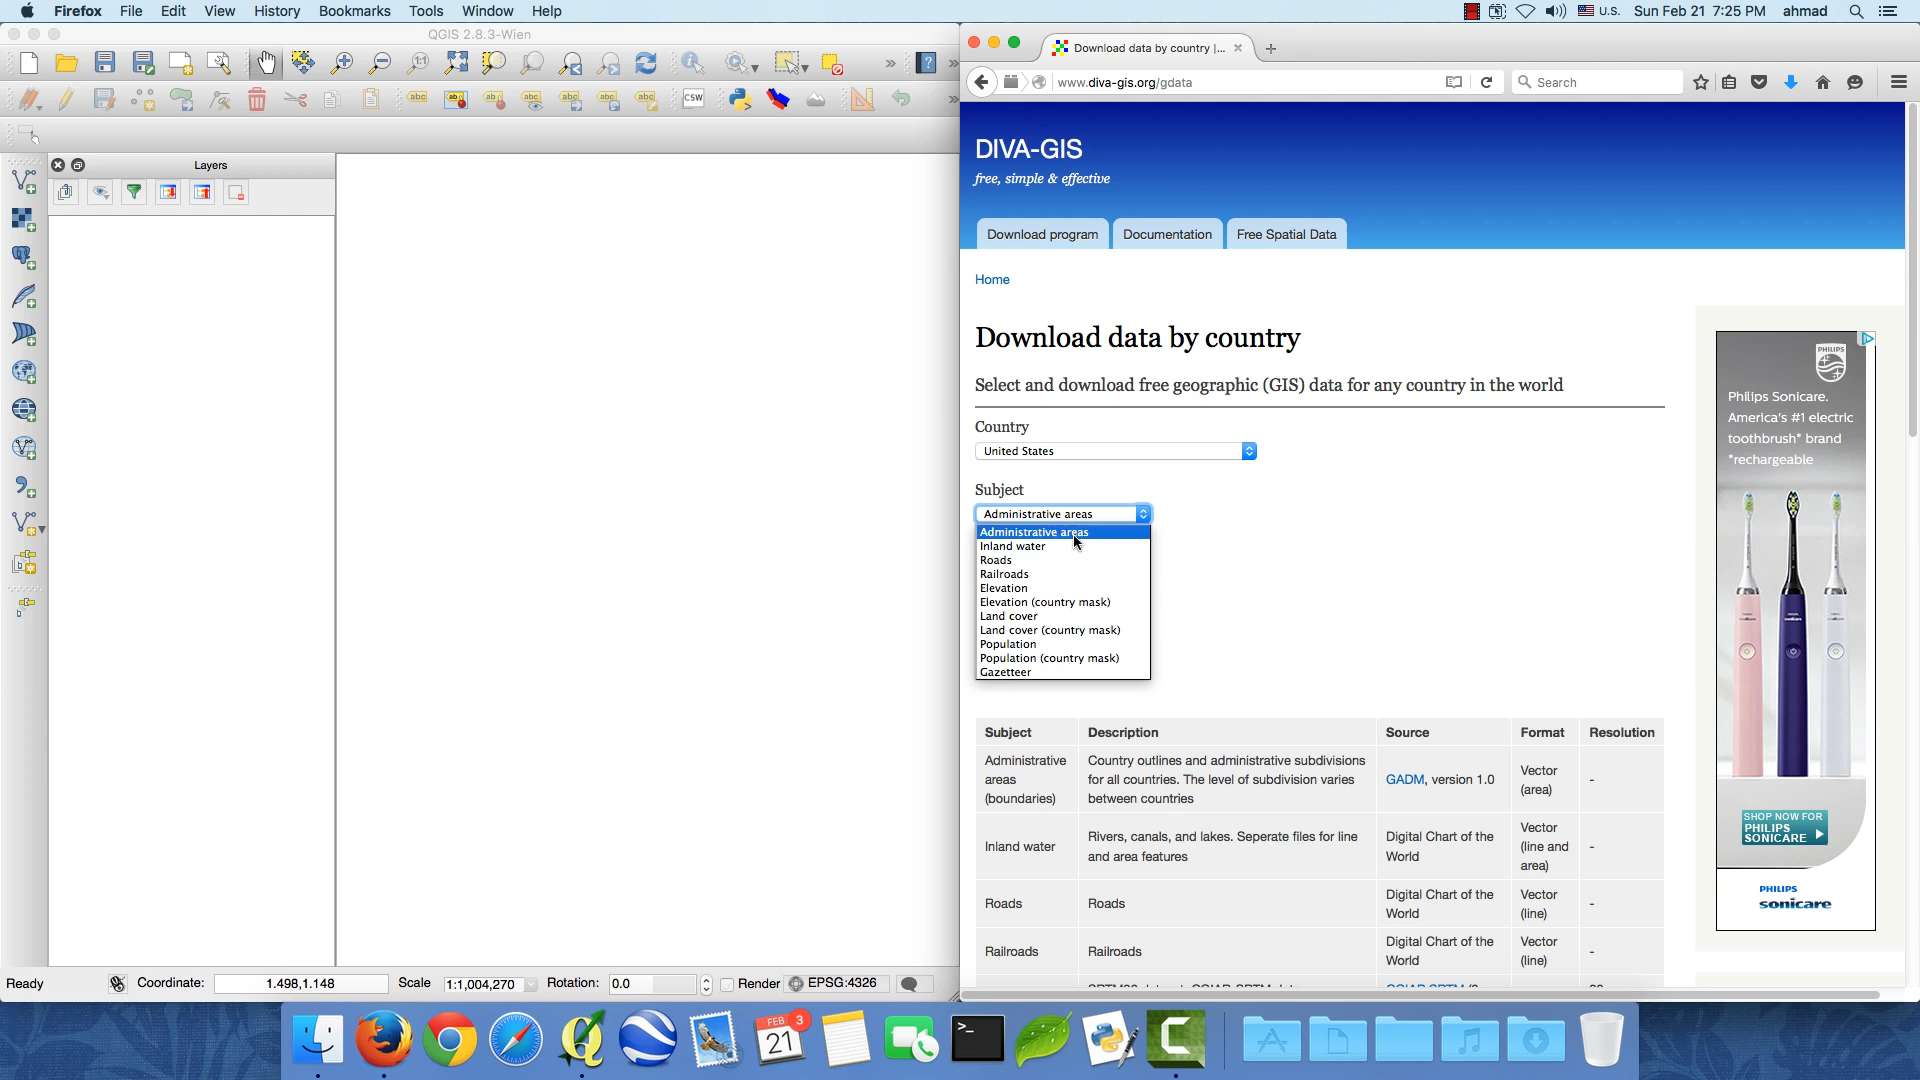 Firefox File Edit View History Bookmarks Tools Window Help
U.S. Sun Feb 21 7:25 PM ahmad
QGIS 2.8.3-Wien
CSW
Layers
Ready
Coordinate: 1.498,1.148
Scale 1:1,004,270
Rotation: 0.0
Render
EPSG:4326
Download data by country |...
www.diva-gis.org/gdata
Search
DIVA-GIS
free, simple & effective
Download program
Documentation
Free Spatial Data
Home
Download data by country
Select and download free geographic (GIS) data for any country in the world
Country
United States
Subject
Administrative areas
Administrative areas
Inland water
Roads
Railroads
Elevation
Elevation (country mask)
Land cover
Land cover (country mask)
Population
Population (country mask)
Gazetteer
Subject Description Source Format Resolution
Administrative areas (boundaries)
Country outlines and administrative subdivisions
for all countries. The level of subdivision varies
between countries
GADM, version 1.0
Vector (area)
-
Inland water
Rivers, canals, and lakes. Seperate files for line
and area features
Digital Chart of the World
Vector (line and area)
-
Roads
Roads
Digital Chart of the World
Vector (line)
-
Railroads
Railroads
Digital Chart of the World
Vector (line)
-
PHILIPS
Philips Sonicare.
America's #1 electric
toothbrush* brand
*rechargeable
SHOP NOW FOR
PHILIPS
SONICARE
PHILIPS
sonicare
FEB
21
3